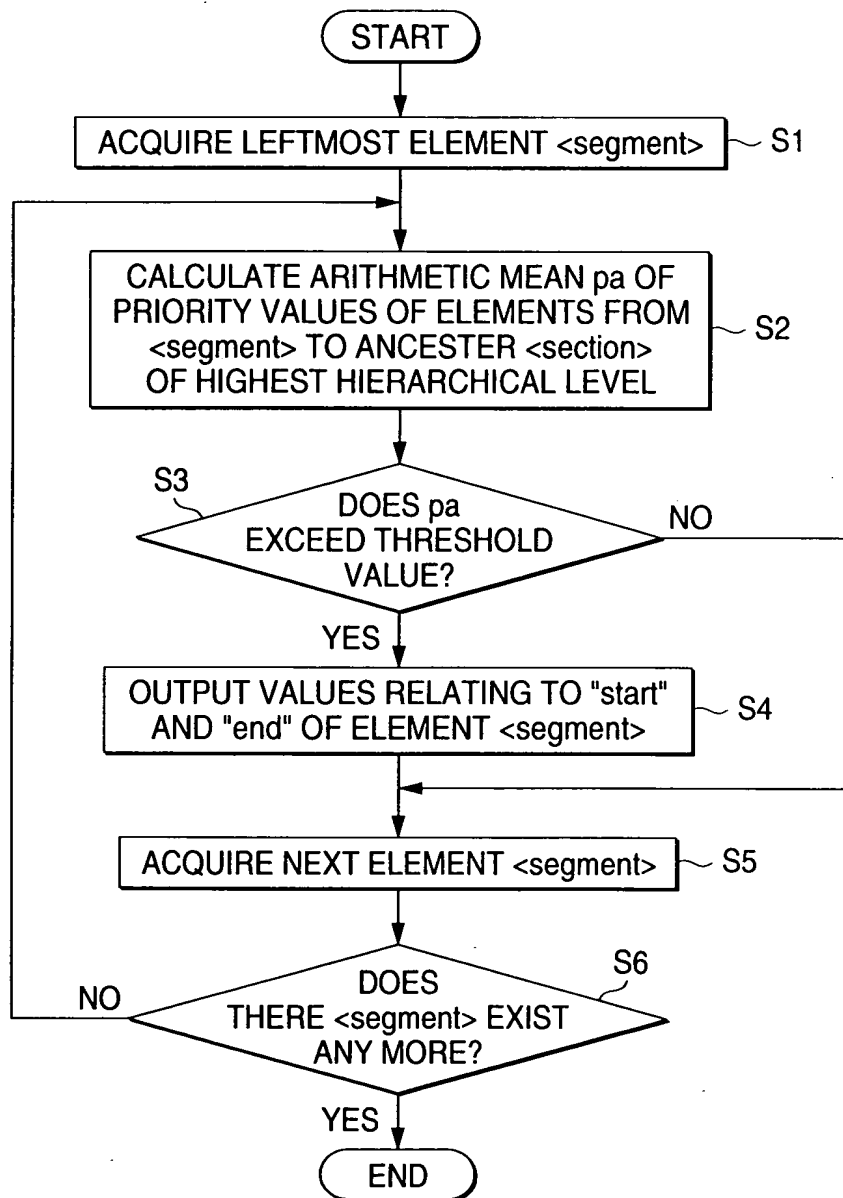 START
ACQUIRE LEFTMOST ELEMENT <segment>
S1
CALCULATE ARITHMETIC MEAN pa OF
PRIORITY VALUES OF ELEMENTS FROM
<segment> TO ANCESTER <section>
OF HIGHEST HIERARCHICAL LEVEL
S2
S3
DOES pa
EXCEED THRESHOLD
VALUE?
NO
YES
OUTPUT VALUES RELATING TO "start"
AND "end" OF ELEMENT <segment>
S4
ACQUIRE NEXT ELEMENT <segment>
S5
S6
DOES
THERE <segment> EXIST
ANY MORE?
NO
YES
END